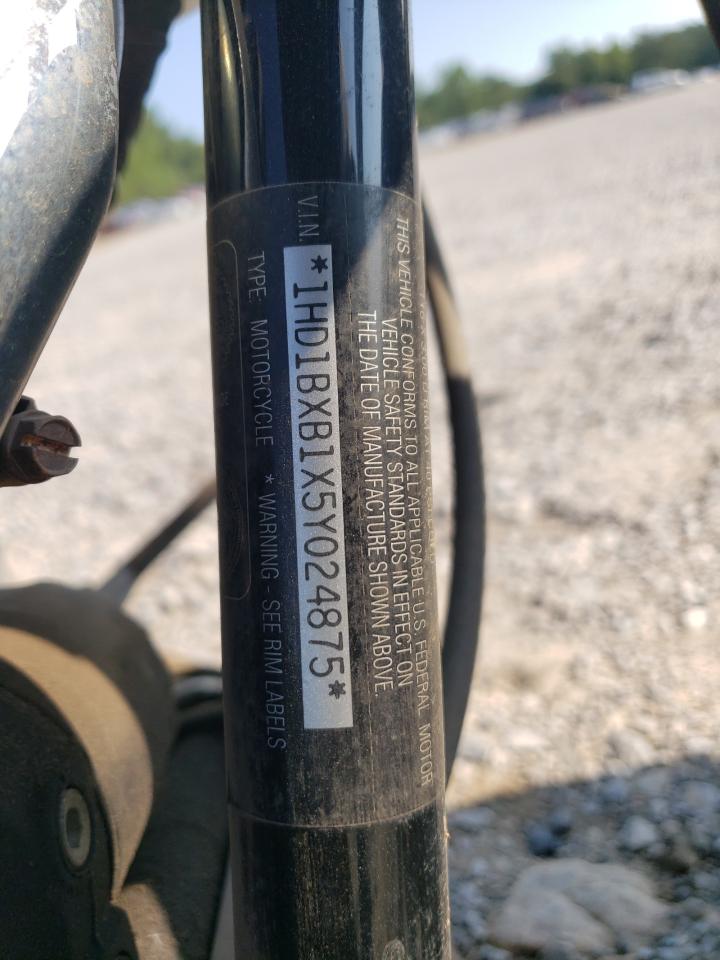 THIS VEHICLE CONFORMS TO ALL APPLICABLE U.S. FEDERAL MOTOR
VEHICLE SAFETY STANDARDS IN EFFECT ON
THE DATE OF MANUFACTURE SHOWN ABOVE.
V.I.N. *1HD1BXB1X5Y024875*
TYPE: MOTORCYCLE * WARNING - SEE RIM LABELS